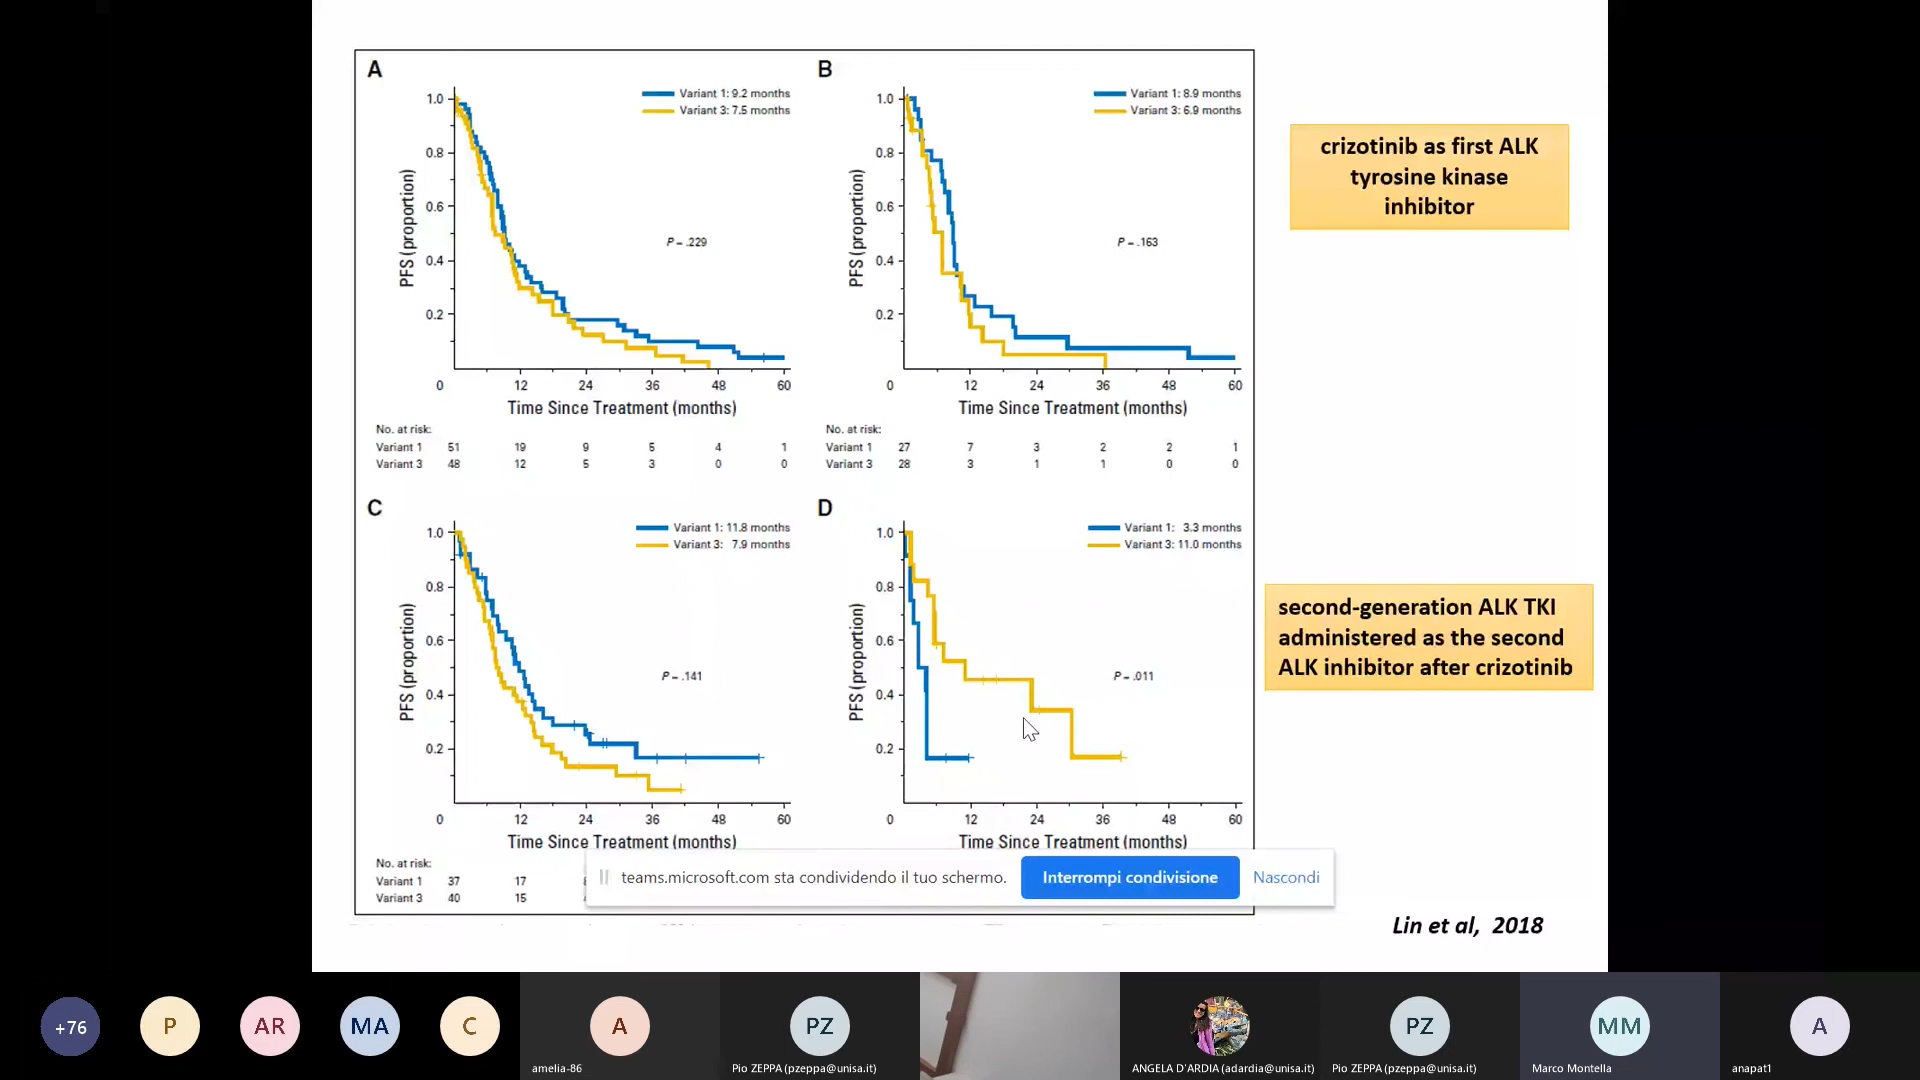 A
Variant 1: 9.2 months
Variant 3: 7.5 months
1.0
0.8
0.6
0.4
0.2
PFS (proportion)
P = .229
0 12 24 36 48 60
Time Since Treatment (months)
No. at risk:
Variant 1 51 19 9 5 4 1
Variant 3 48 12 5 3 0 0
B
Variant 1: 8.9 months
Variant 3: 6.9 months
1.0
0.8
0.6
0.4
0.2
PFS (proportion)
P = .163
0 12 24 36 48 60
Time Since Treatment (months)
No. at risk:
Variant 1 27 7 3 2 2 1
Variant 3 28 3 1 1 0 0
crizotinib as first ALK
tyrosine kinase
inhibitor
C
Variant 1: 11.8 months
Variant 3: 7.9 months
1.0
0.8
0.6
0.4
0.2
PFS (proportion)
P = .141
0 12 24 36 48 60
Time Since Treatment (months)
No. at risk:
Variant 1 37 17
Variant 3 40 15
D
Variant 1: 3.3 months
Variant 3: 11.0 months
1.0
0.8
0.6
0.4
0.2
PFS (proportion)
P = .011
0 12 24 36 48 60
Time Since Treatment (months)
second-generation ALK TKI
administered as the second
ALK inhibitor after crizotinib
teams.microsoft.com sta condividendo il tuo schermo.
Interrompi condivisione
Nascondi
Lin et al, 2018
+76
P
AR
MA
C
A
amelia-86
PZ
Pio ZEPPA (pzeppa@unisa.it)
ANGELA D'ARDIA (adardia@unisa.it)
PZ
Pio ZEPPA (pzeppa@unisa.it)
MM
Marco Montella
A
anapat1